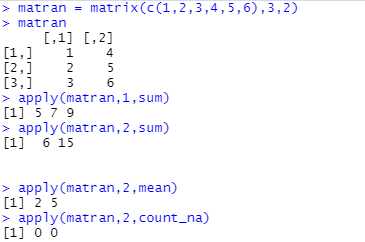 > matran = matrix(c(1,2,3,4,5,6),3,2)
> matran
     [,1] [,2]
[1,]    1    4
[2,]    2    5
[3,]    3    6
> apply(matran,1,sum)
[1] 5 7 9
> apply(matran,2,sum)
[1]  6 15
> apply(matran,2,mean)
[1] 2 5
> apply(matran,2,count_na)
[1] 0 0